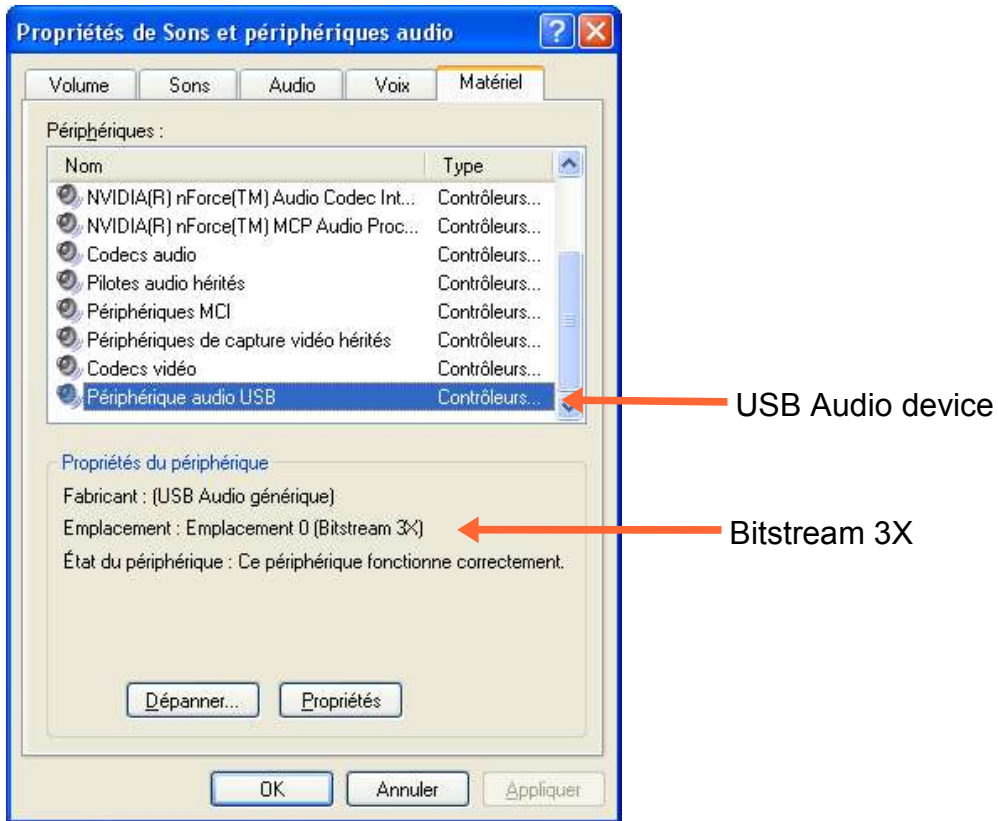 Propriétés de Sons et périphériques audio
Volume Sons Audio Voix Matériel
Périphériques :
Nom Type
NVIDIA(R) nForce(TM) Audio Codec Int... Contrôleurs...
NVIDIA(R) nForce(TM) MCP Audio Proc... Contrôleurs...
Codecs audio Contrôleurs...
Pilotes audio hérités Contrôleurs...
Périphériques MCI Contrôleurs...
Périphériques de capture vidéo hérités Contrôleurs...
Codecs vidéo Contrôleurs...
Périphérique audio USB Contrôleurs... USB Audio device
Propriétés du périphérique
Fabricant : (USB Audio générique)
Emplacement : Emplacement 0 (Bitstream 3X) Bitstream 3X
État du périphérique : Ce périphérique fonctionne correctement.
Dépanner... Propriétés
OK Annuler Appliquer